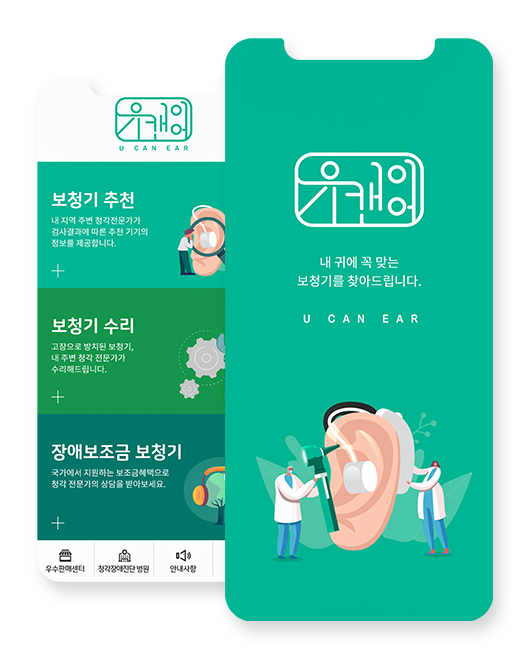 유캔이어
U CAN EAR
보청기 추천
내 지역 주변 청각전문가가
검사결과에 따른 추천 기기의
정보를 제공합니다.
보청기 수리
고장으로 방치된 보청기,
내 주변 청각 전문가가
수리해드립니다.
장애보조금 보청기
국가에서 지원하는 보조금혜택으로
청각 전문가의 상담을 받아보세요.
우수판매센터
청각장애진단 병원
안내사항
유캔이어
내 귀에 꼭 맞는
보청기를 찾아드립니다.
U CAN EAR